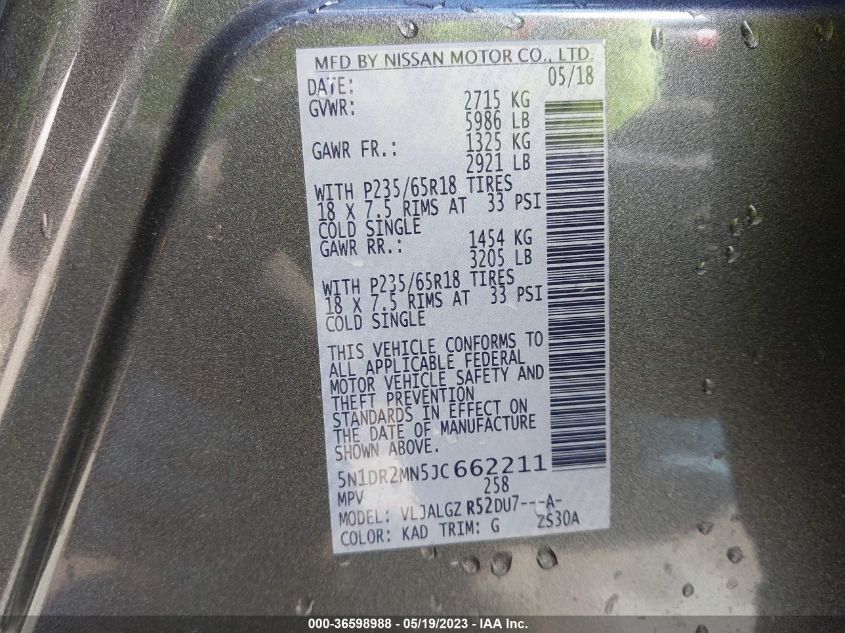 MFD BY NISSAN MOTOR CO., LTD.
DATE: 05/18
GVWR: 2715 KG
5986 LB
GAWR FR.: 1325 KG
2921 LB
WITH P235/65R18 TIRES
18 X 7.5 RIMS AT 33 PSI
COLD SINGLE
GAWR RR.: 1454 KG
3205 LB
WITH P235/65R18 TIRES
18 X 7.5 RIMS AT 33 PSI
COLD SINGLE
THIS VEHICLE CONFORMS TO
ALL APPLICABLE FEDERAL
MOTOR VEHICLE SAFETY AND
THEFT PREVENTION
STANDARDS IN EFFECT ON
THE DATE OF MANUFACTURE
SHOWN ABOVE.
5N1DR2MN5JC662211
MPV 258
MODEL: VLJALGZ R52DU7---A-
COLOR: KAD TRIM: G ZS30A
000-36598988 - 05/19/2023 - IAA Inc.